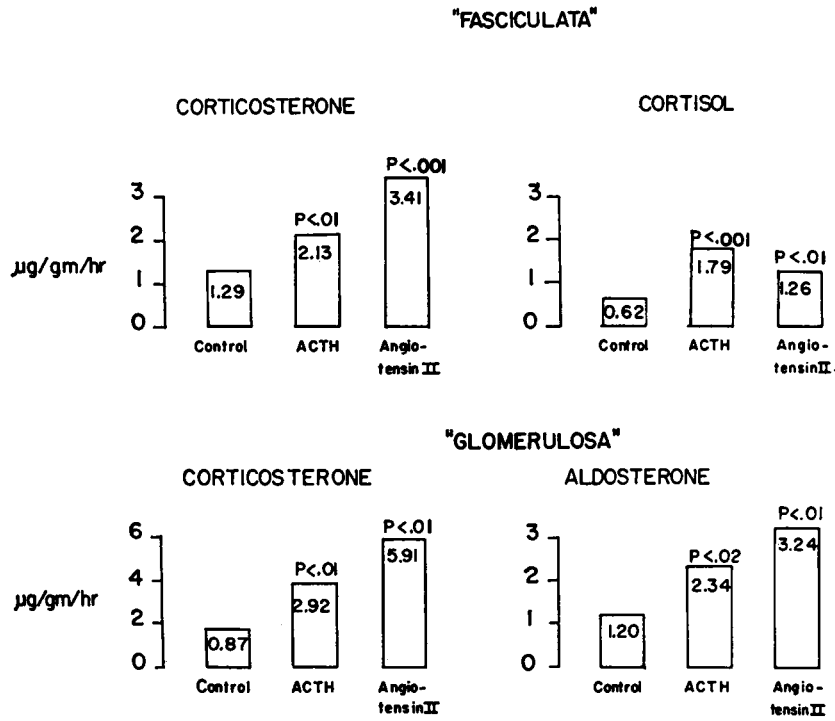 "FASCICULATA"
CORTICOSTERONE
P<.001
3.41
P<.01
2.13
1.29
3
2
1
0
µg/gm/hr
Control
ACTH
Angio-
tensin II
CORTISOL
P<.001
1.79
P<.01
1.26
0.62
3
2
1
0
Control
ACTH
Angio-
tensin II.
"GLOMERULOSA"
CORTICOSTERONE
P<.01
5.91
P<.01
2.92
0.87
6
4
2
0
µg/gm/hr
Control
ACTH
Angio-
tensin II
ALDOSTERONE
P<.01
3.24
P<.02
2.34
1.20
3
2
1
0
Control
ACTH
Angio-
tensin II